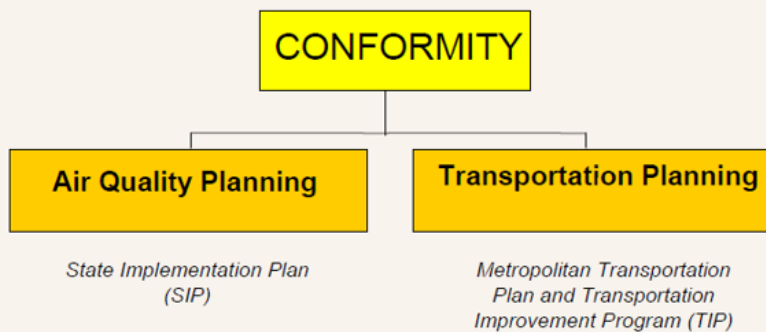 CONFORMITY
Air Quality Planning
Transportation Planning
State Implementation Plan
(SIP)
Metropolitan Transportation
Plan and Transportation
Improvement Program (TIP)